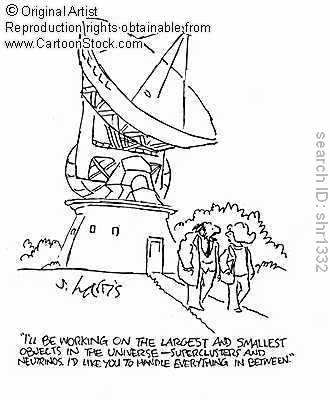 © Original Artist
Reproduction rights obtainable from
www.CartoonStock.com
search ID: shr1332
S. HARRIS
"I'LL BE WORKING ON THE LARGEST AND SMALLEST
OBJECTS IN THE UNIVERSE—SUPERCLUSTERS AND
NEUTRINOS. I'D LIKE YOU TO HANDLE EVERYTHING IN BETWEEN."